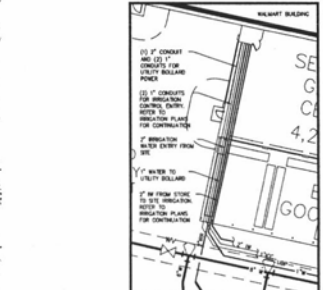 WALMART BUILDING
(1) 3" CONDUIT
AND (2) 1"
CONDUITS FOR
UTILITY BOLLARD
POWER
(2) 1" CONDUITS
FOR IRRIGATION
CONTROL ENTRY.
REFER TO
IRRIGATION PLANS
FOR CONTINUATION
2" IRRIGATION
WATER ENTRY FROM
SITE
1" WATER TO
UTILITY BOLLARD
2" IW FROM STORE
TO SITE IRRIGATION.
REFER TO
IRRIGATION PLANS
FOR CONTINUATION
SE
G
CE
4,2
GOO